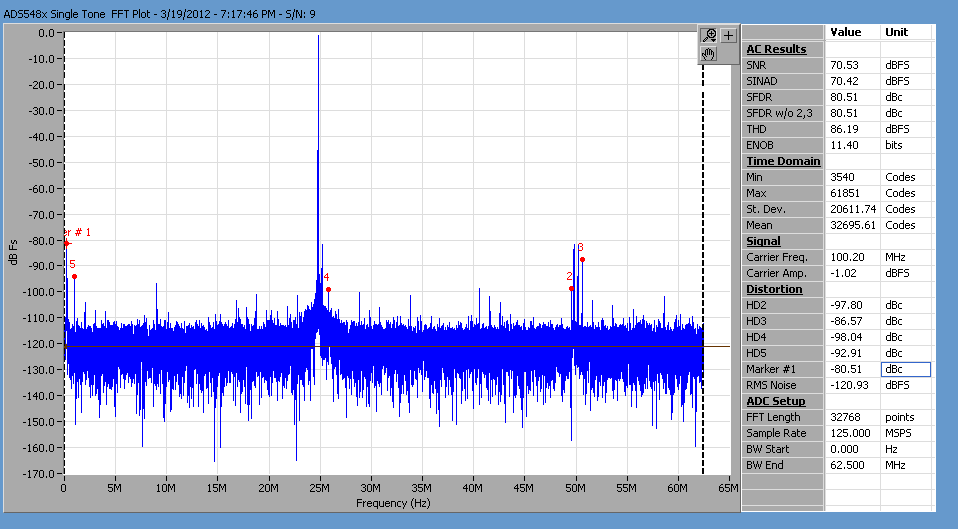 ADS548x Single Tone FFT Plot - 3/19/2012 - 7:17:46 PM - S/N: 9
0.0
-10.0
-20.0
-30.0
-40.0
-50.0
-60.0
-70.0
-80.0
-90.0
-100.0
-110.0
-120.0
-130.0
-140.0
-150.0
-160.0
-170.0
dB Fs
er # 1
5
4
2
3
0 5M 10M 15M 20M 25M 30M 35M 40M 45M 50M 55M 60M 65M
Frequency (Hz)
Value Unit
AC Results
SNR 70.53 dBFS
SINAD 70.42 dBFS
SFDR 80.51 dBc
SFDR w/o 2,3 80.51 dBc
THD 86.19 dBFS
ENOB 11.40 bits
Time Domain
Min 3540 Codes
Max 61851 Codes
St. Dev. 20611.74 Codes
Mean 32695.61 Codes
Signal
Carrier Freq. 100.20 MHz
Carrier Amp. -1.02 dBFS
Distortion
HD2 -97.80 dBc
HD3 -86.57 dBc
HD4 -98.04 dBc
HD5 -92.91 dBc
Marker #1 -80.51 dBc
RMS Noise -120.93 dBFS
ADC Setup
FFT Length 32768 points
Sample Rate 125.000 MSPS
BW Start 0.000 Hz
BW End 62.500 MHz